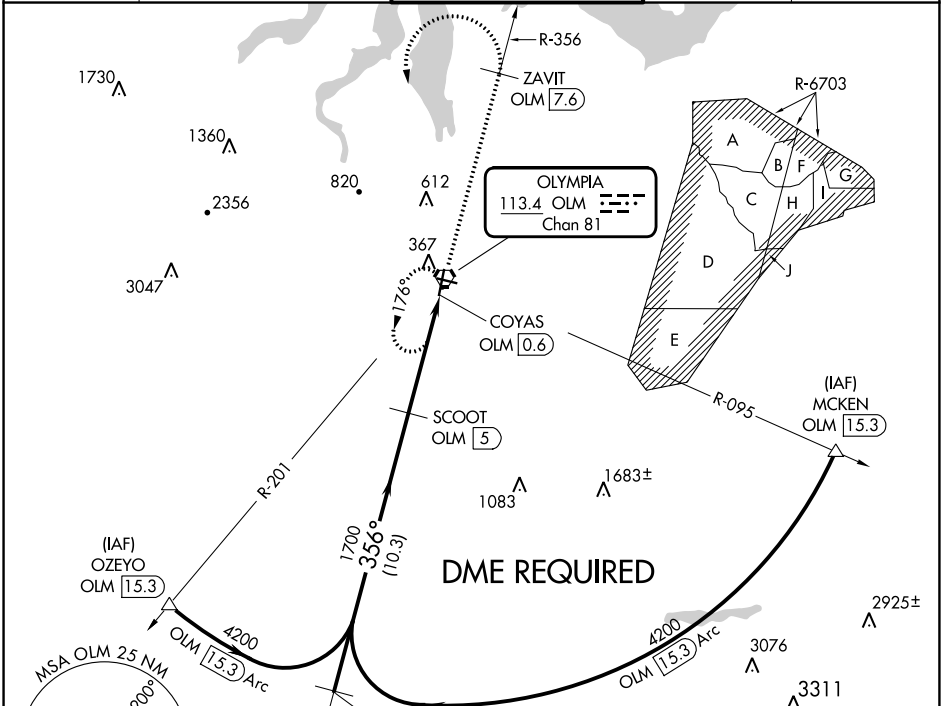 R-356
ZAVIT
OLM 7.6
1730
R-6703
A
B
F
G
1360
820
612
C
H
I
2356
OLYMPIA
113.4 OLM
Chan 81
367
3047
D
J
176°
COYAS
OLM 0.6
E
(IAF)
MCKEN
OLM 15.3
R-095
SCOOT
OLM 5
R-201
1083
1683±
1700
356°
(10.3)
DME REQUIRED
(IAF)
OZEYO
OLM 15.3
4200
OLM 15.3 Arc
4200
OLM 15.3 Arc
2925±
3076
3311
MSA OLM 25 NM